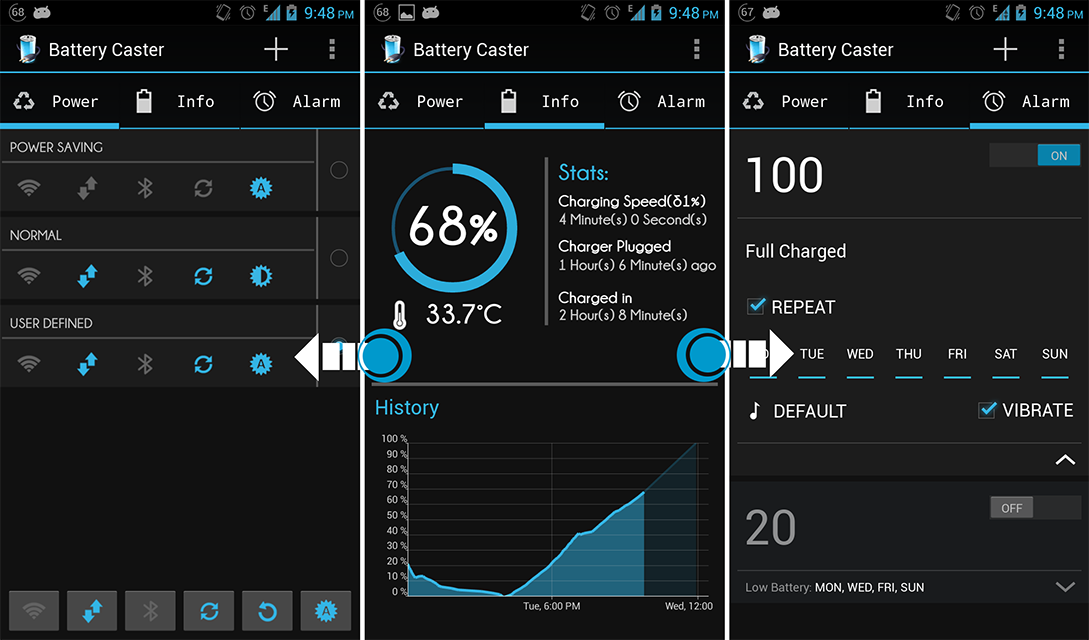 68
E
9:48 PM
Battery Caster
Power
Info
Alarm
POWER SAVING
A
NORMAL
USER DEFINED
A
A
68
E
9:48 PM
Battery Caster
Power
Info
Alarm
68%
33.7°C
Stats:
Charging Speed(δ1%)
4 Minute(s) 0 Second(s)
Charger Plugged
1 Hour(s) 6 Minute(s) ago
Charged in
2 Hour(s) 8 Minute(s)
History
100 %
90 %
80 %
70 %
60 %
50 %
40 %
30 %
20 %
10 %
0 %
Tue, 6:00 PM
Wed, 12:00
67
E
9:48 PM
Battery Caster
Power
Info
Alarm
100
ON
Full Charged
REPEAT
TUE WED THU FRI SAT SUN
DEFAULT
VIBRATE
20
OFF
Low Battery: MON, WED, FRI, SUN